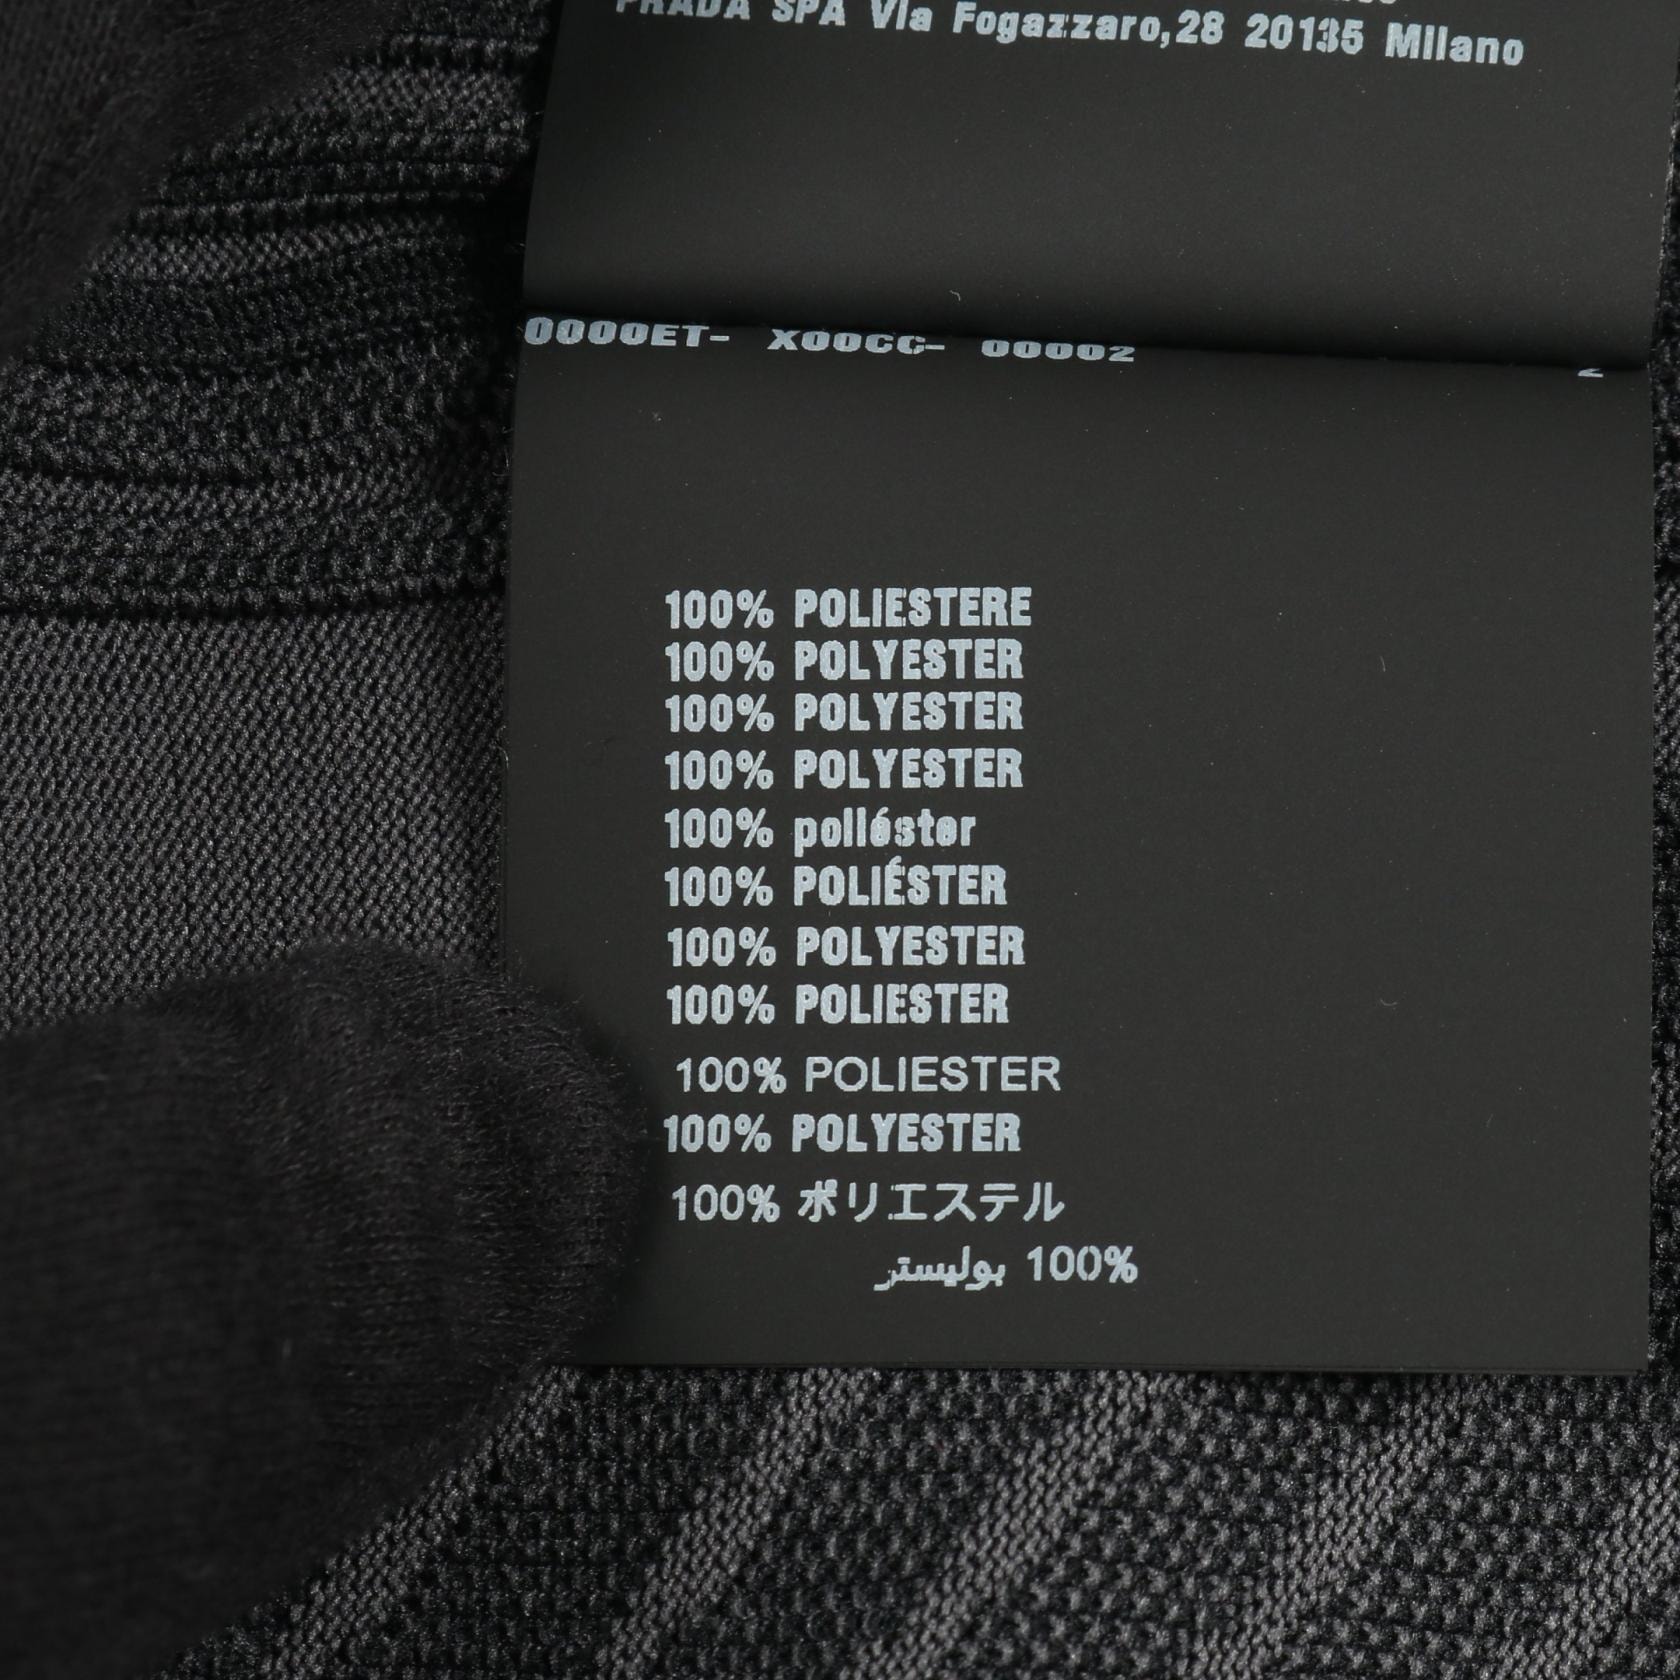 PRADA SPA Via Fogazzaro,28 20135 Milano
0000ET- X00CC- 00002 2
100% POLIESTERE
100% POLYESTER
100% POLYESTER
100% POLYESTER
100% poliéster
100% POLIÉSTER
100% POLYESTER
100% POLIESTER
100% POLIESTER
100% POLYESTER
100% ポリエステル
100% بوليستر